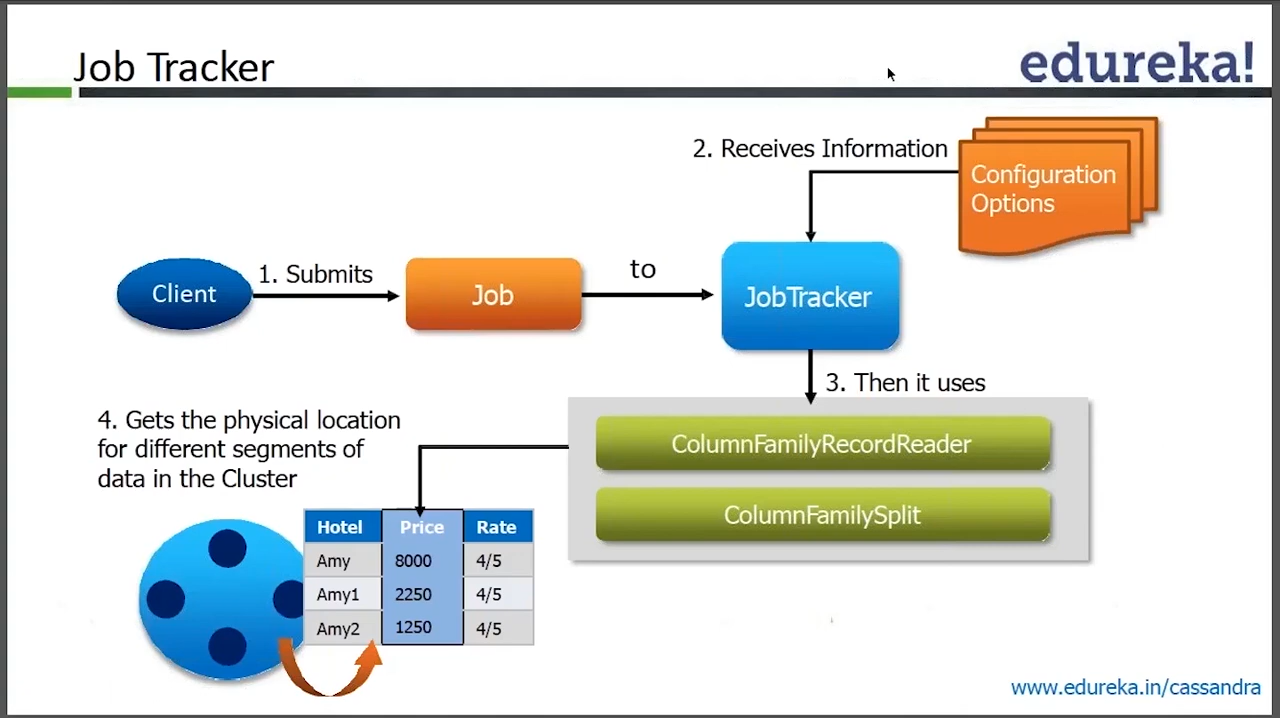 Job Tracker
edureka!
2. Receives Information
Configuration
Options
Client
1. Submits
Job
to
JobTracker
3. Then it uses
ColumnFamilyRecordReader
ColumnFamilySplit
4. Gets the physical location
for different segments of
data in the Cluster
Hotel Price Rate
Amy 8000 4/5
Amy1 2250 4/5
Amy2 1250 4/5
www.edureka.in/cassandra